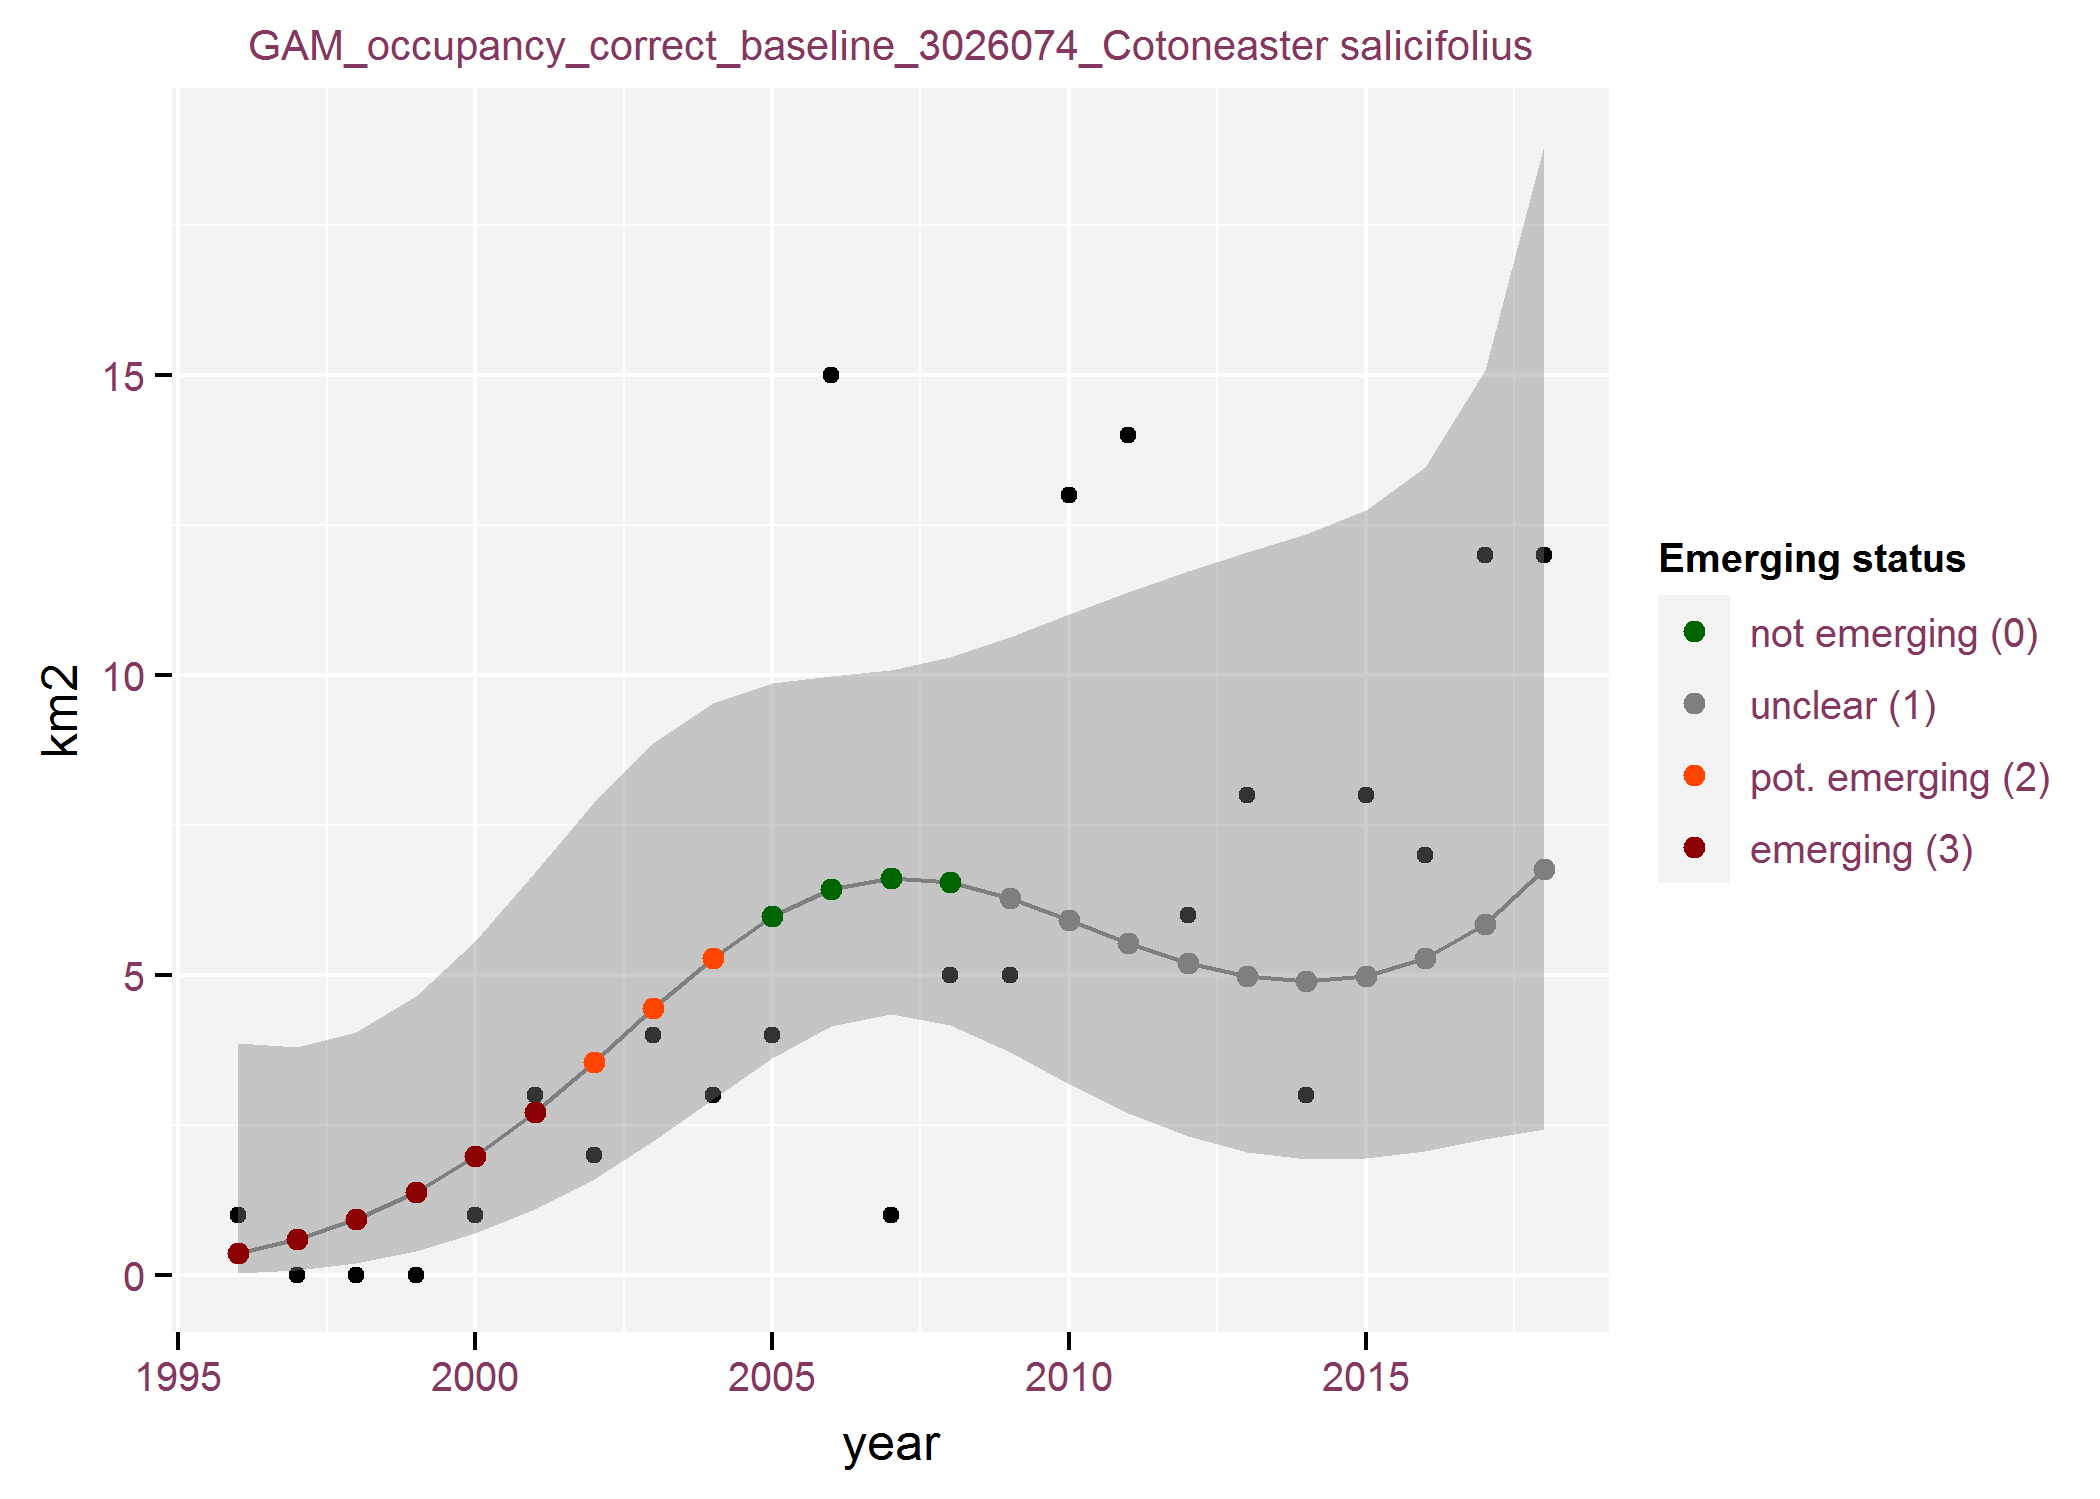 GAM_occupancy_correct_baseline_3026074_Cotoneaster salicifolius
15
10
5
0
km2
1995 2000 2005 2010 2015
year
Emerging status
not emerging (0)
unclear (1)
pot. emerging (2)
emerging (3)